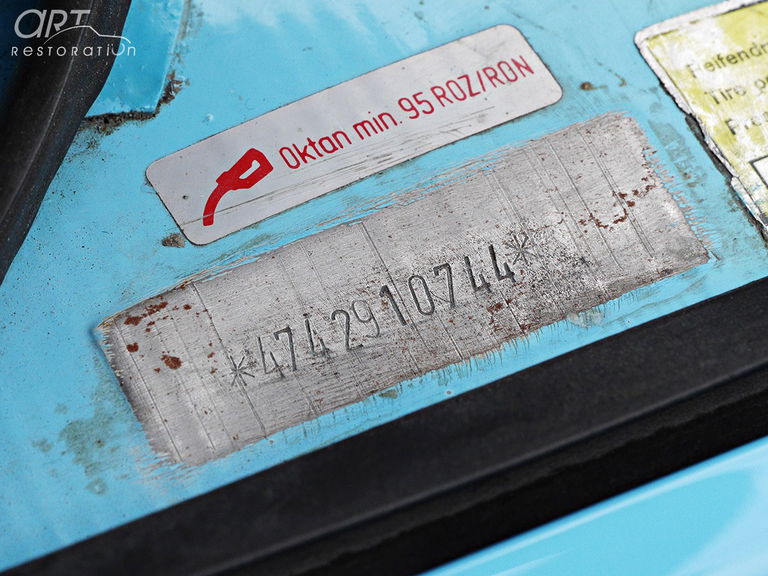 ART
RESTORATION
Oktan min. 95 ROZ/RON
*4742910744*